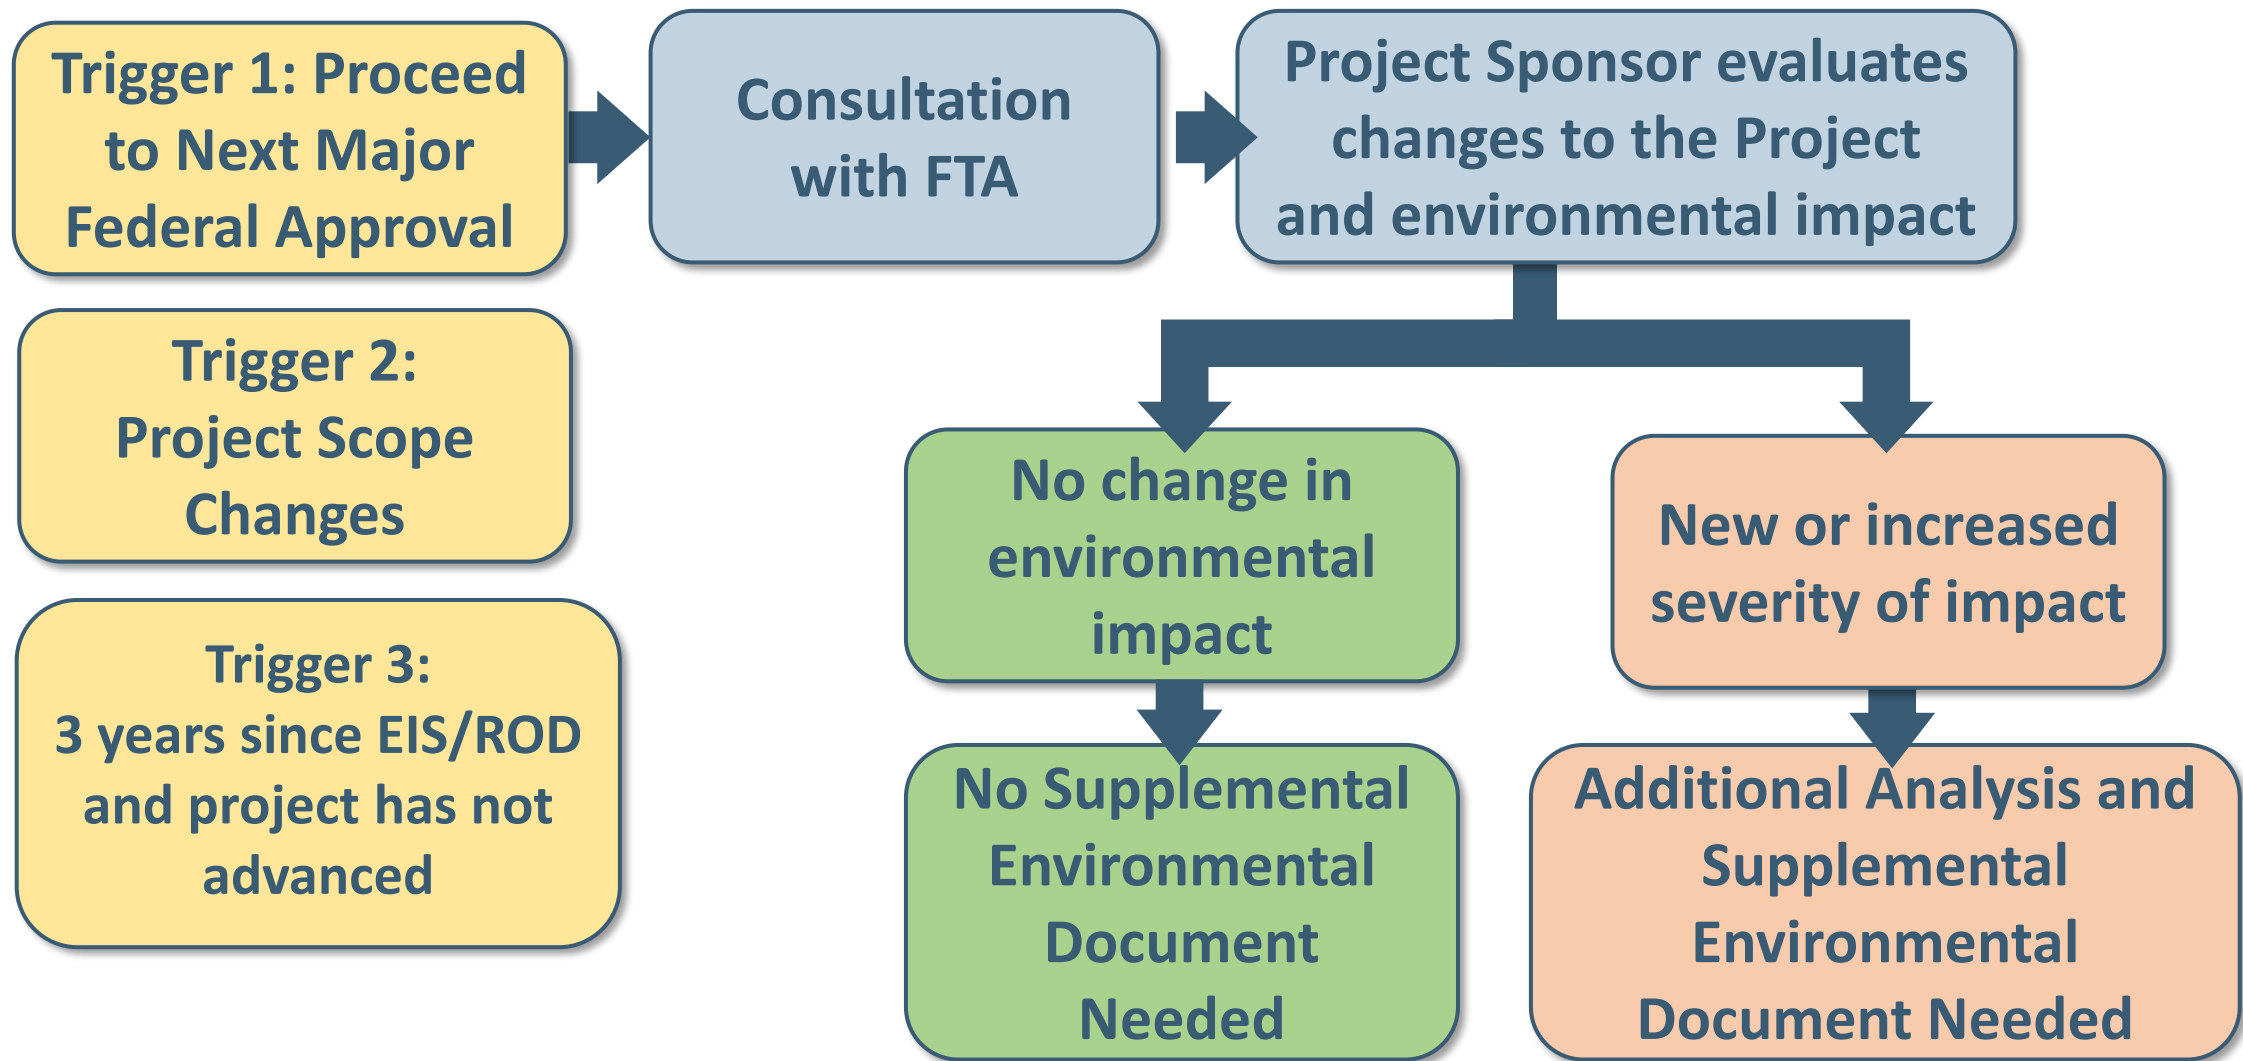 Trigger 1: Proceed
to Next Major
Federal Approval
Consultation
with FTA
Project Sponsor evaluates
changes to the Project
and environmental impact
Trigger 2:
Project Scope
Changes
Trigger 3:
3 years since EIS/ROD
and project has not
advanced
No change in
environmental
impact
New or increased
severity of impact
No Supplemental
Environmental
Document
Needed
Additional Analysis and
Supplemental
Environmental
Document Needed